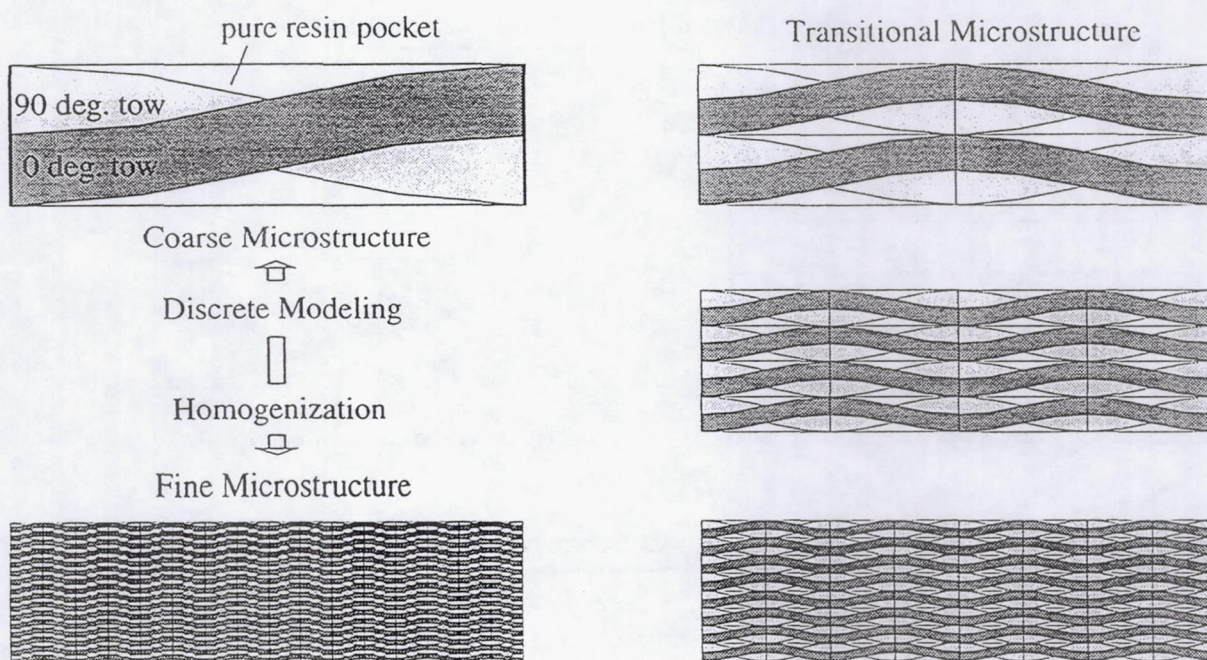 pure resin pocket
90 deg. tow
0 deg. tow
Coarse Microstructure
Discrete Modeling
Homogenization
Fine Microstructure
Transitional Microstructure